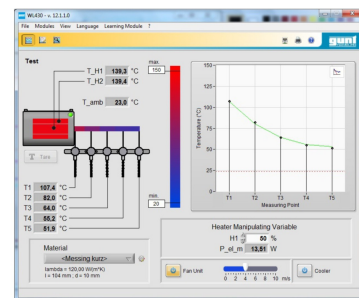 WL430 - v. 12.1.1.0
File Modules View Language Learning Module ?
gunt
Test
T_H1 139,3 °C
T_H2 139,4 °C
T_amb 23,0 °C
max.
150
min.
20
Tare
T1 107,4 °C
T2 82,0 °C
T3 64,0 °C
T4 55,2 °C
T5 51,9 °C
Material
<Messing kurz>
lambda = 120,00 W/(m*K)
l = 104 mm ; d = 10 mm
Temperature (°C)
150
125
100
75
50
25
0
T1 T2 T3 T4 T5
Measuring Point
Heater Manipulating Variable
H1 50 %
P_el_m 13,51 W
Fan Unit
0 2 4 6 8 10 m/s
Cooler